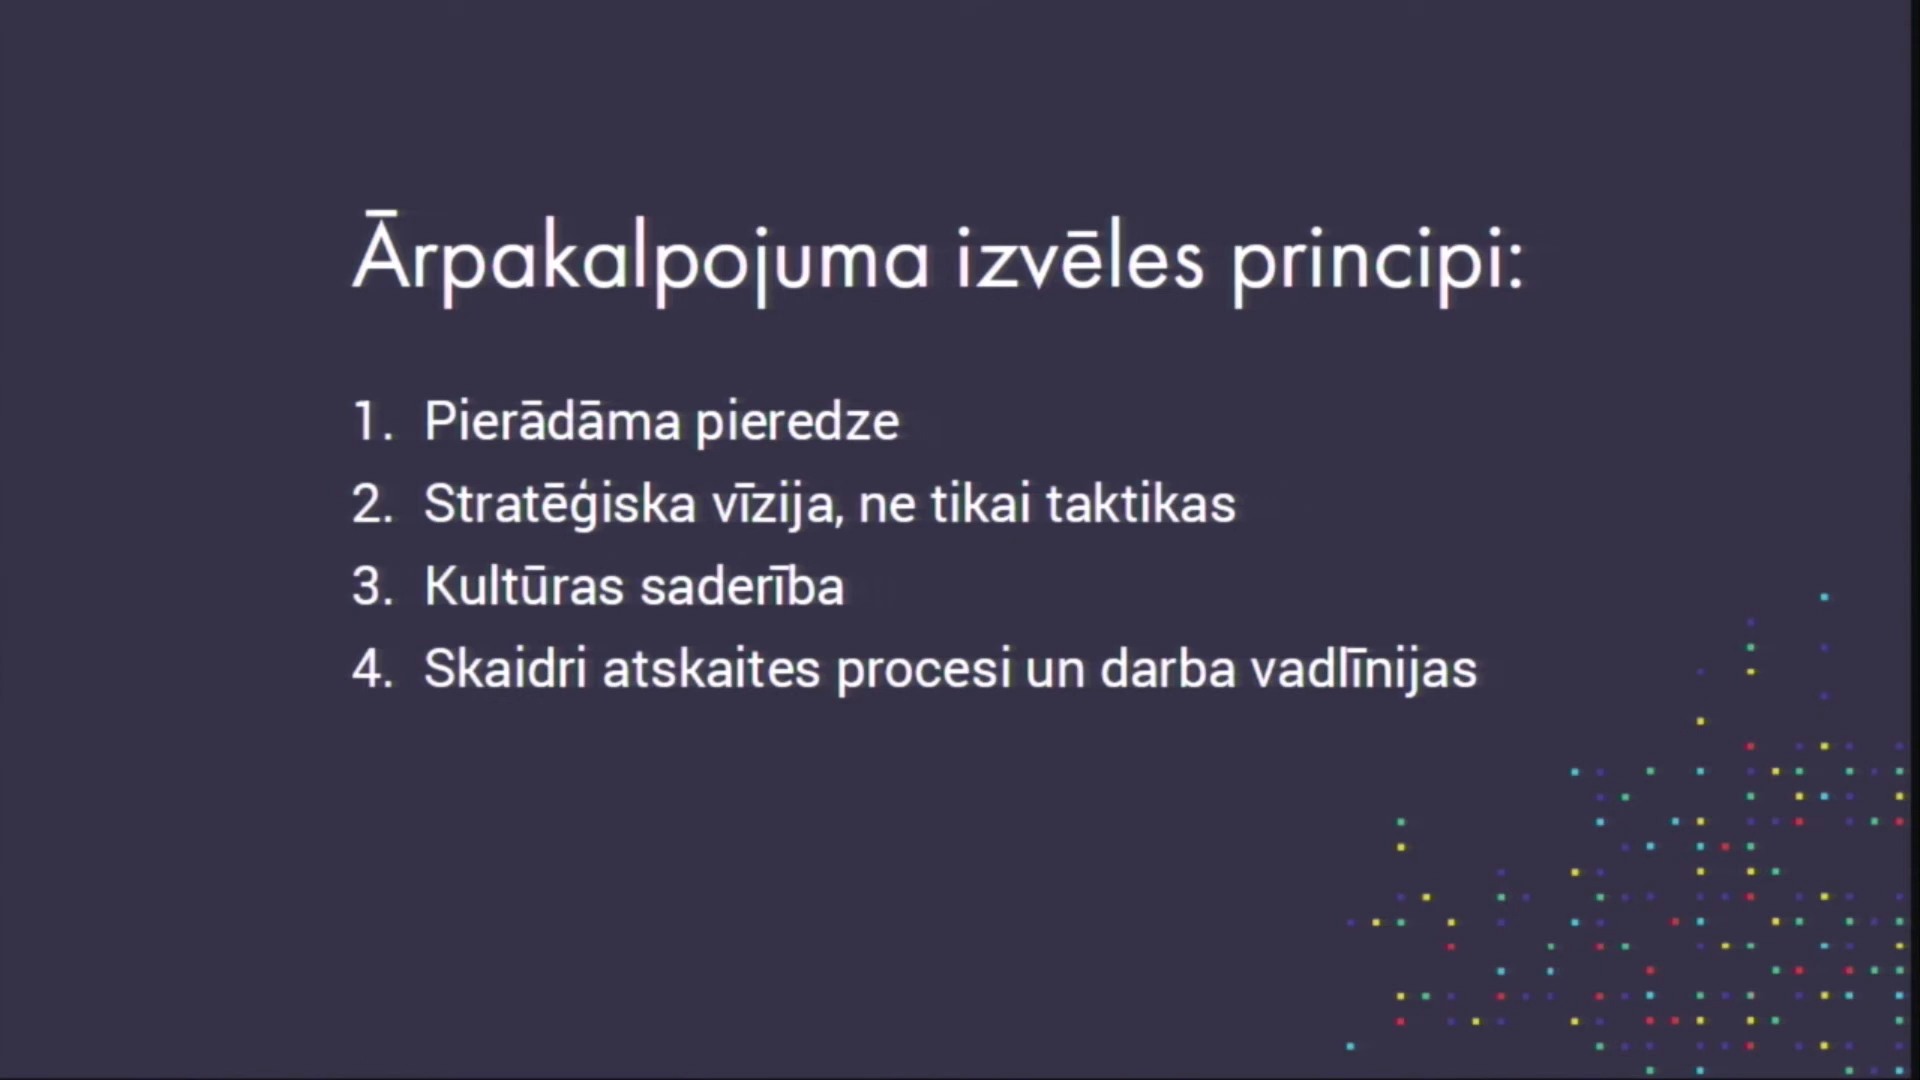 Ārpakalpojuma izvēles principi:
1. Pierādāma pieredze
2. Stratēģiska vīzija, ne tikai taktikas
3. Kultūras saderība
4. Skaidri atskaites procesi un darba vadlīnijas